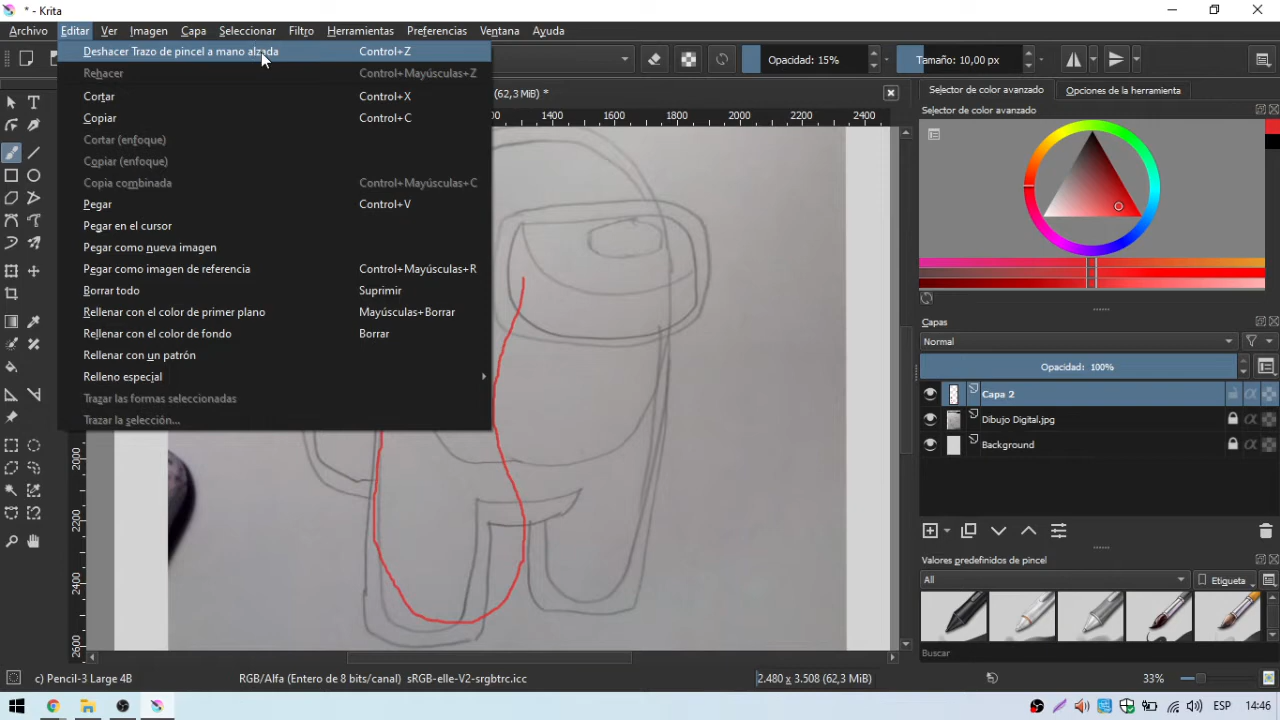 * - Krita
Archivo Editar Ver Imagen Capa Seleccionar Filtro Herramientas Preferencias Ventana Ayuda
Deshacer Trazo de pincel a mano alzada Control+Z
Rehacer Control+Mayúsculas+Z
Cortar Control+X
Copiar Control+C
Cortar (enfoque)
Copiar (enfoque)
Copia combinada Control+Mayúsculas+C
Pegar Control+V
Pegar en el cursor
Pegar como nueva imagen
Pegar como imagen de referencia Control+Mayúsculas+R
Borrar todo Suprimir
Rellenar con el color de primer plano Mayúsculas+Borrar
Rellenar con el color de fondo Borrar
Rellenar con un patrón
Relleno especial
Trazar las formas seleccionadas
Trazar la selección...
Opacidad: 15% Tamaño: 10,00 px
(62,3 MiB) *
1400 1600 1800 2000 2200 2400
2000
2200
2400
2600
Selector de color avanzado Opciones de la herramienta
Selector de color avanzado
Capas
Normal
Opacidad: 100%
Capa 2
Dibujo Digital.jpg
Background
Valores predefinidos de pincel
All Etiqueta
Buscar
c) Pencil-3 Large 4B RGB/Alfa (Entero de 8 bits/canal) sRGB-elle-V2-srgbtrc.icc 2.480 x 3.508 (62,3 MiB) 33%
ESP 14:46